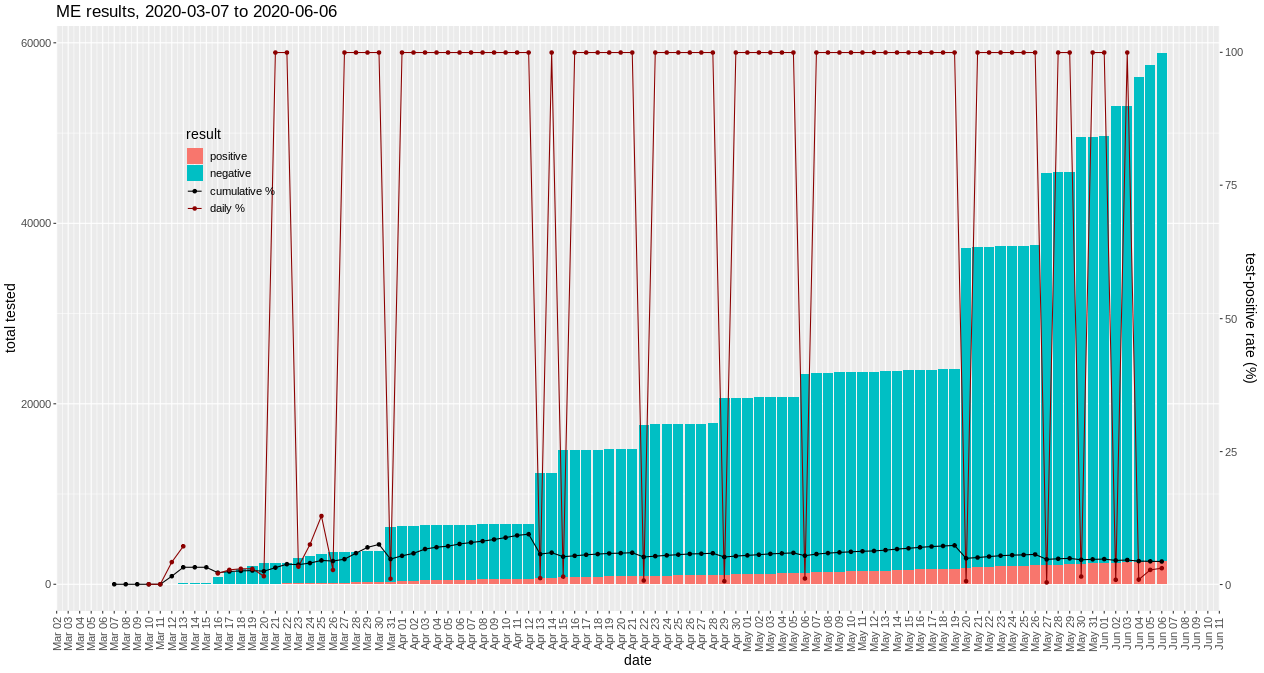 ME results, 2020-03-07 to 2020-06-06
60000
40000
20000
0
total tested
result
positive
negative
cumulative %
daily %
100
75
50
25
0
test-positive rate (%)
Mar 02
Mar 03
Mar 04
Mar 05
Mar 06
Mar 07
Mar 08
Mar 09
Mar 10
Mar 11
Mar 12
Mar 13
Mar 14
Mar 15
Mar 16
Mar 17
Mar 18
Mar 19
Mar 20
Mar 21
Mar 22
Mar 23
Mar 24
Mar 25
Mar 26
Mar 27
Mar 28
Mar 29
Mar 30
Mar 31
Apr 01
Apr 02
Apr 03
Apr 04
Apr 05
Apr 06
Apr 07
Apr 08
Apr 09
Apr 10
Apr 11
Apr 12
Apr 13
Apr 14
Apr 15
Apr 16
Apr 17
Apr 18
Apr 19
Apr 20
Apr 21
Apr 22
Apr 23
Apr 24
Apr 25
Apr 26
Apr 27
Apr 28
Apr 29
Apr 30
May 01
May 02
May 03
May 04
May 05
May 06
May 07
May 08
May 09
May 10
May 11
May 12
May 13
May 14
May 15
May 16
May 17
May 18
May 19
May 20
May 21
May 22
May 23
May 24
May 25
May 26
May 27
May 28
May 29
May 30
May 31
Jun 01
Jun 02
Jun 03
Jun 04
Jun 05
Jun 06
Jun 07
Jun 08
Jun 09
Jun 10
Jun 11
date